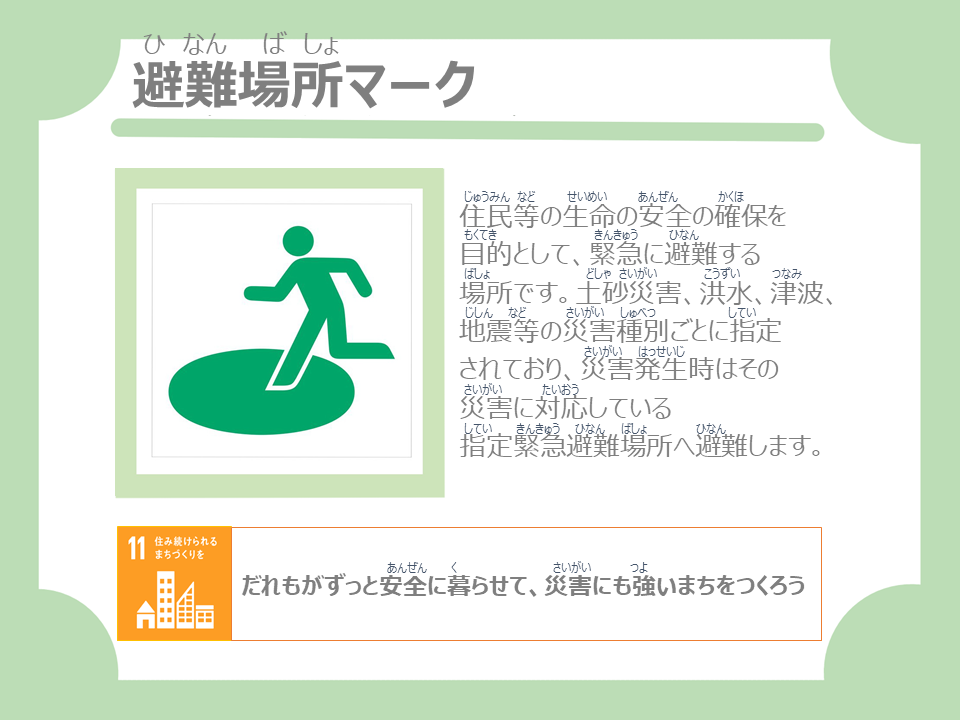 ひ なん ば しょ
避難場所マーク
じゅうみん など せいめい あんぜん かくほ
住民等の生命の安全の確保を
もくてき きんきゅう ひなん
目的として、緊急に避難する
ばしょ どしゃ さいがい こうずい つなみ
場所です。土砂災害、洪水、津波、
じしん など さいがい しゅべつ してい
地震等の災害種別ごとに指定
さいがい はっせいじ
されており、災害発生時はその
さいがい たいおう
災害に対応している
してい きんきゅう ひなん ばしょ ひなん
指定緊急避難場所へ避難します。
11 住み続けられる
まちづくりを
あんぜん く さいがい つよ
だれもがずっと安全に暮らせて、災害にも強いまちをつくろう